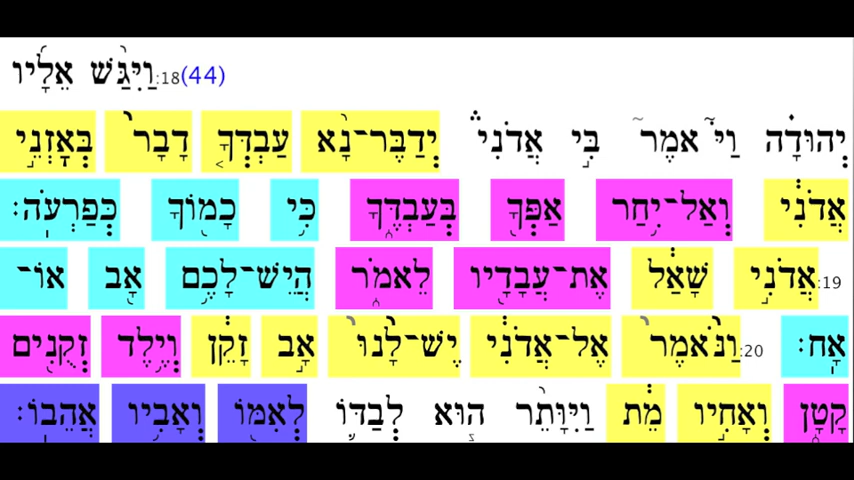 (44)18: וַיִּגַּ֨שׁ אֵלָ֜יו
יְהוּדָ֗ה וַיֹּ֘אמֶר֮ בִּ֣י אֲדֹנִי֒
יְדַבֶּר־נָ֨א עַבְדְּךָ֤ דָבָר֙ בְּאׇזְנֵ֣י
אֲדֹנִ֔י וְאַל־יִ֥חַר אַפְּךָ֖ בְּעַבְדֶּ֑ךָ כִּ֥י כָמ֖וֹךָ כְּפַרְעֹֽה׃
19: אֲדֹנִ֣י שָׁאַ֔ל אֶת־עֲבָדָ֖יו לֵאמֹ֑ר הֲיֵשׁ־לָכֶ֥ם אָ֖ב אוֹ־
אָֽח׃ 20: וַנֹּ֙אמֶר֙ אֶל־אֲדֹנִ֔י יֶשׁ־לָ֙נוּ֙ אָ֣ב זָקֵ֔ן וְיֶ֥לֶד זְקֻנִ֖ים
קָטָ֑ן וְאָחִ֣יו מֵ֔ת וַיִּוָּתֵ֨ר ה֧וּא לְבַדּ֛וֹ לְאִמּ֖וֹ וְאָבִ֥יו אֲהֵבֽוֹ׃